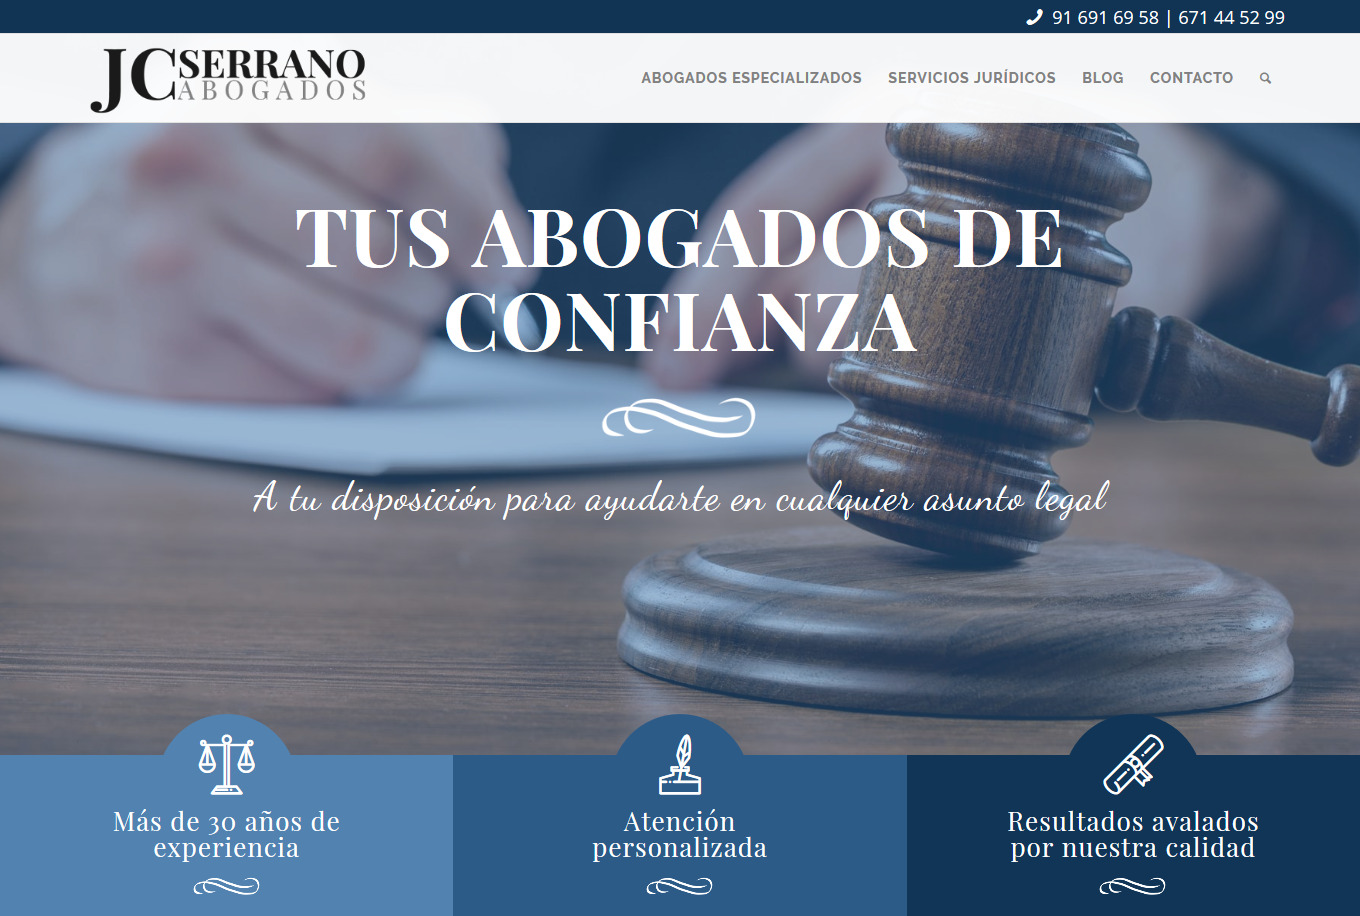 91 691 69 58 | 671 44 52 99
JC SERRANO
ABOGADOS
ABOGADOS ESPECIALIZADOS
SERVICIOS JURÍDICOS
BLOG
CONTACTO
TUS ABOGADOS DE
CONFIANZA
A tu disposición para ayudarte en cualquier asunto legal
Más de 30 años de
experiencia
Atención
personalizada
Resultados avalados
por nuestra calidad